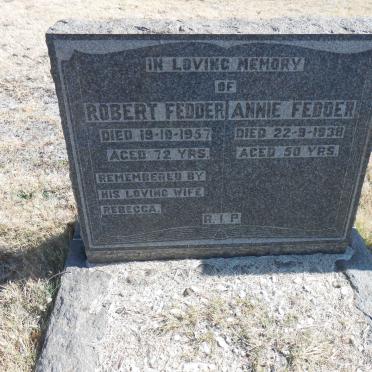 IN LOVING MEMORY
OF
ROBERT FEDDER
DIED 19-10-1957
AGED 72 YRS.
REMEMBERED BY
HIS LOVING WIFE
REBECCA.
ANNIE FEDDER
DIED 22-9-1938
AGED 50 YRS.
R.I.P